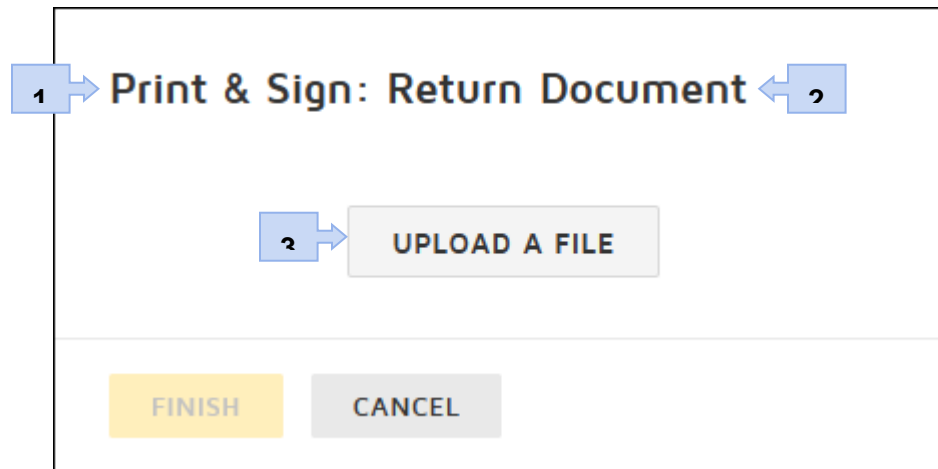 1 Print & Sign: Return Document 2
3 UPLOAD A FILE
FINISH CANCEL